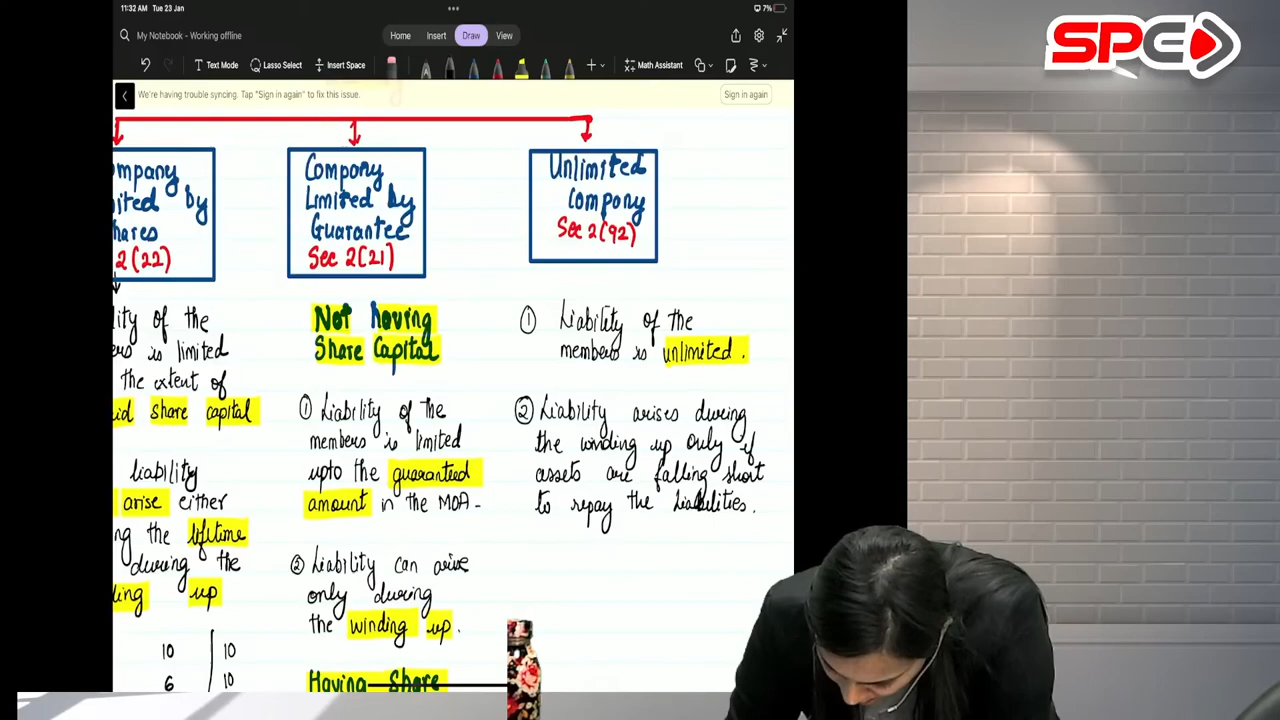 11:32 AM Tue 23 Jan
7%
My Notebook - Working offline
Home Insert Draw View
Text Mode Lasso Select Insert Space Math Assistant
We're having trouble syncing. Tap "Sign in again" to fix this issue.
Sign in again
SPC
ompany
ited by
hares
2(22)
lity of the
ers is limited
the extent of
aid share capital
liability
arise either
ng the lifetime
during the
ding up
10 10
6 10
Company
Limited by
Guarantee
Sec 2(21)
Not having
Share Capital
① Liability of the
members is limited
upto the guaranteed
amount in the MOA-
② Liability can arise
only during
the winding up.
Having Share
Unlimited
Company
Sec 2(92)
① Liability of the
members is unlimited.
② Liability arises during
the winding up only if
assets are falling short
to repay the Liabilities.